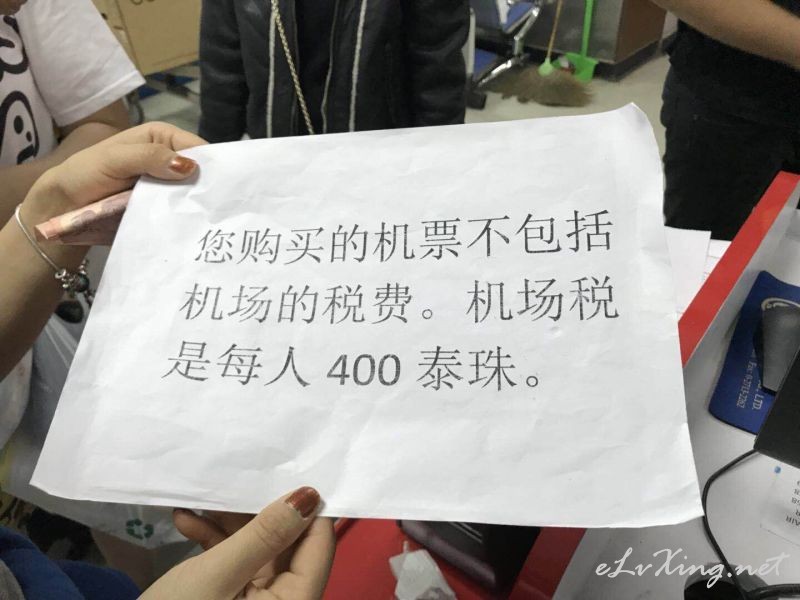 您购买的机票不包括
机场的税费。机场税
是每人 400 泰珠。
LTD.
eLvXing.net